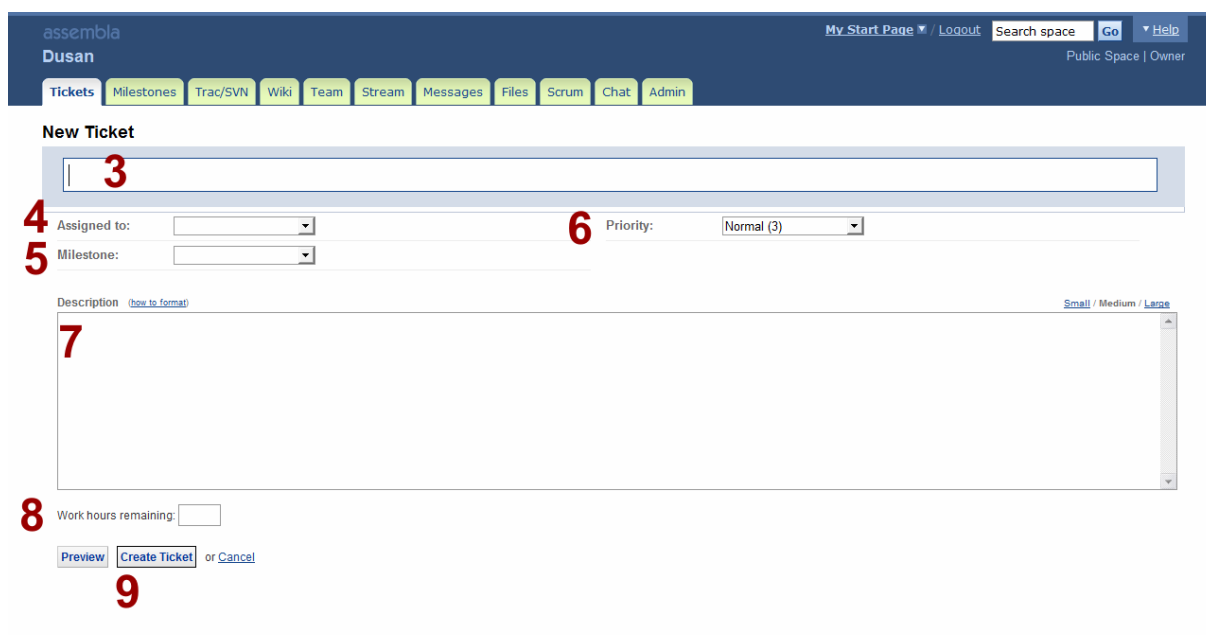 assembla
My Start Page / Logout Search space Go Help
Dusan
Public Space | Owner
Tickets Milestones Trac/SVN Wiki Team Stream Messages Files Scrum Chat Admin
New Ticket
3
4 Assigned to: 6 Priority: Normal (3)
5 Milestone:
Description (how to format) Small / Medium / Large
7
8 Work hours remaining:
Preview Create Ticket or Cancel
9